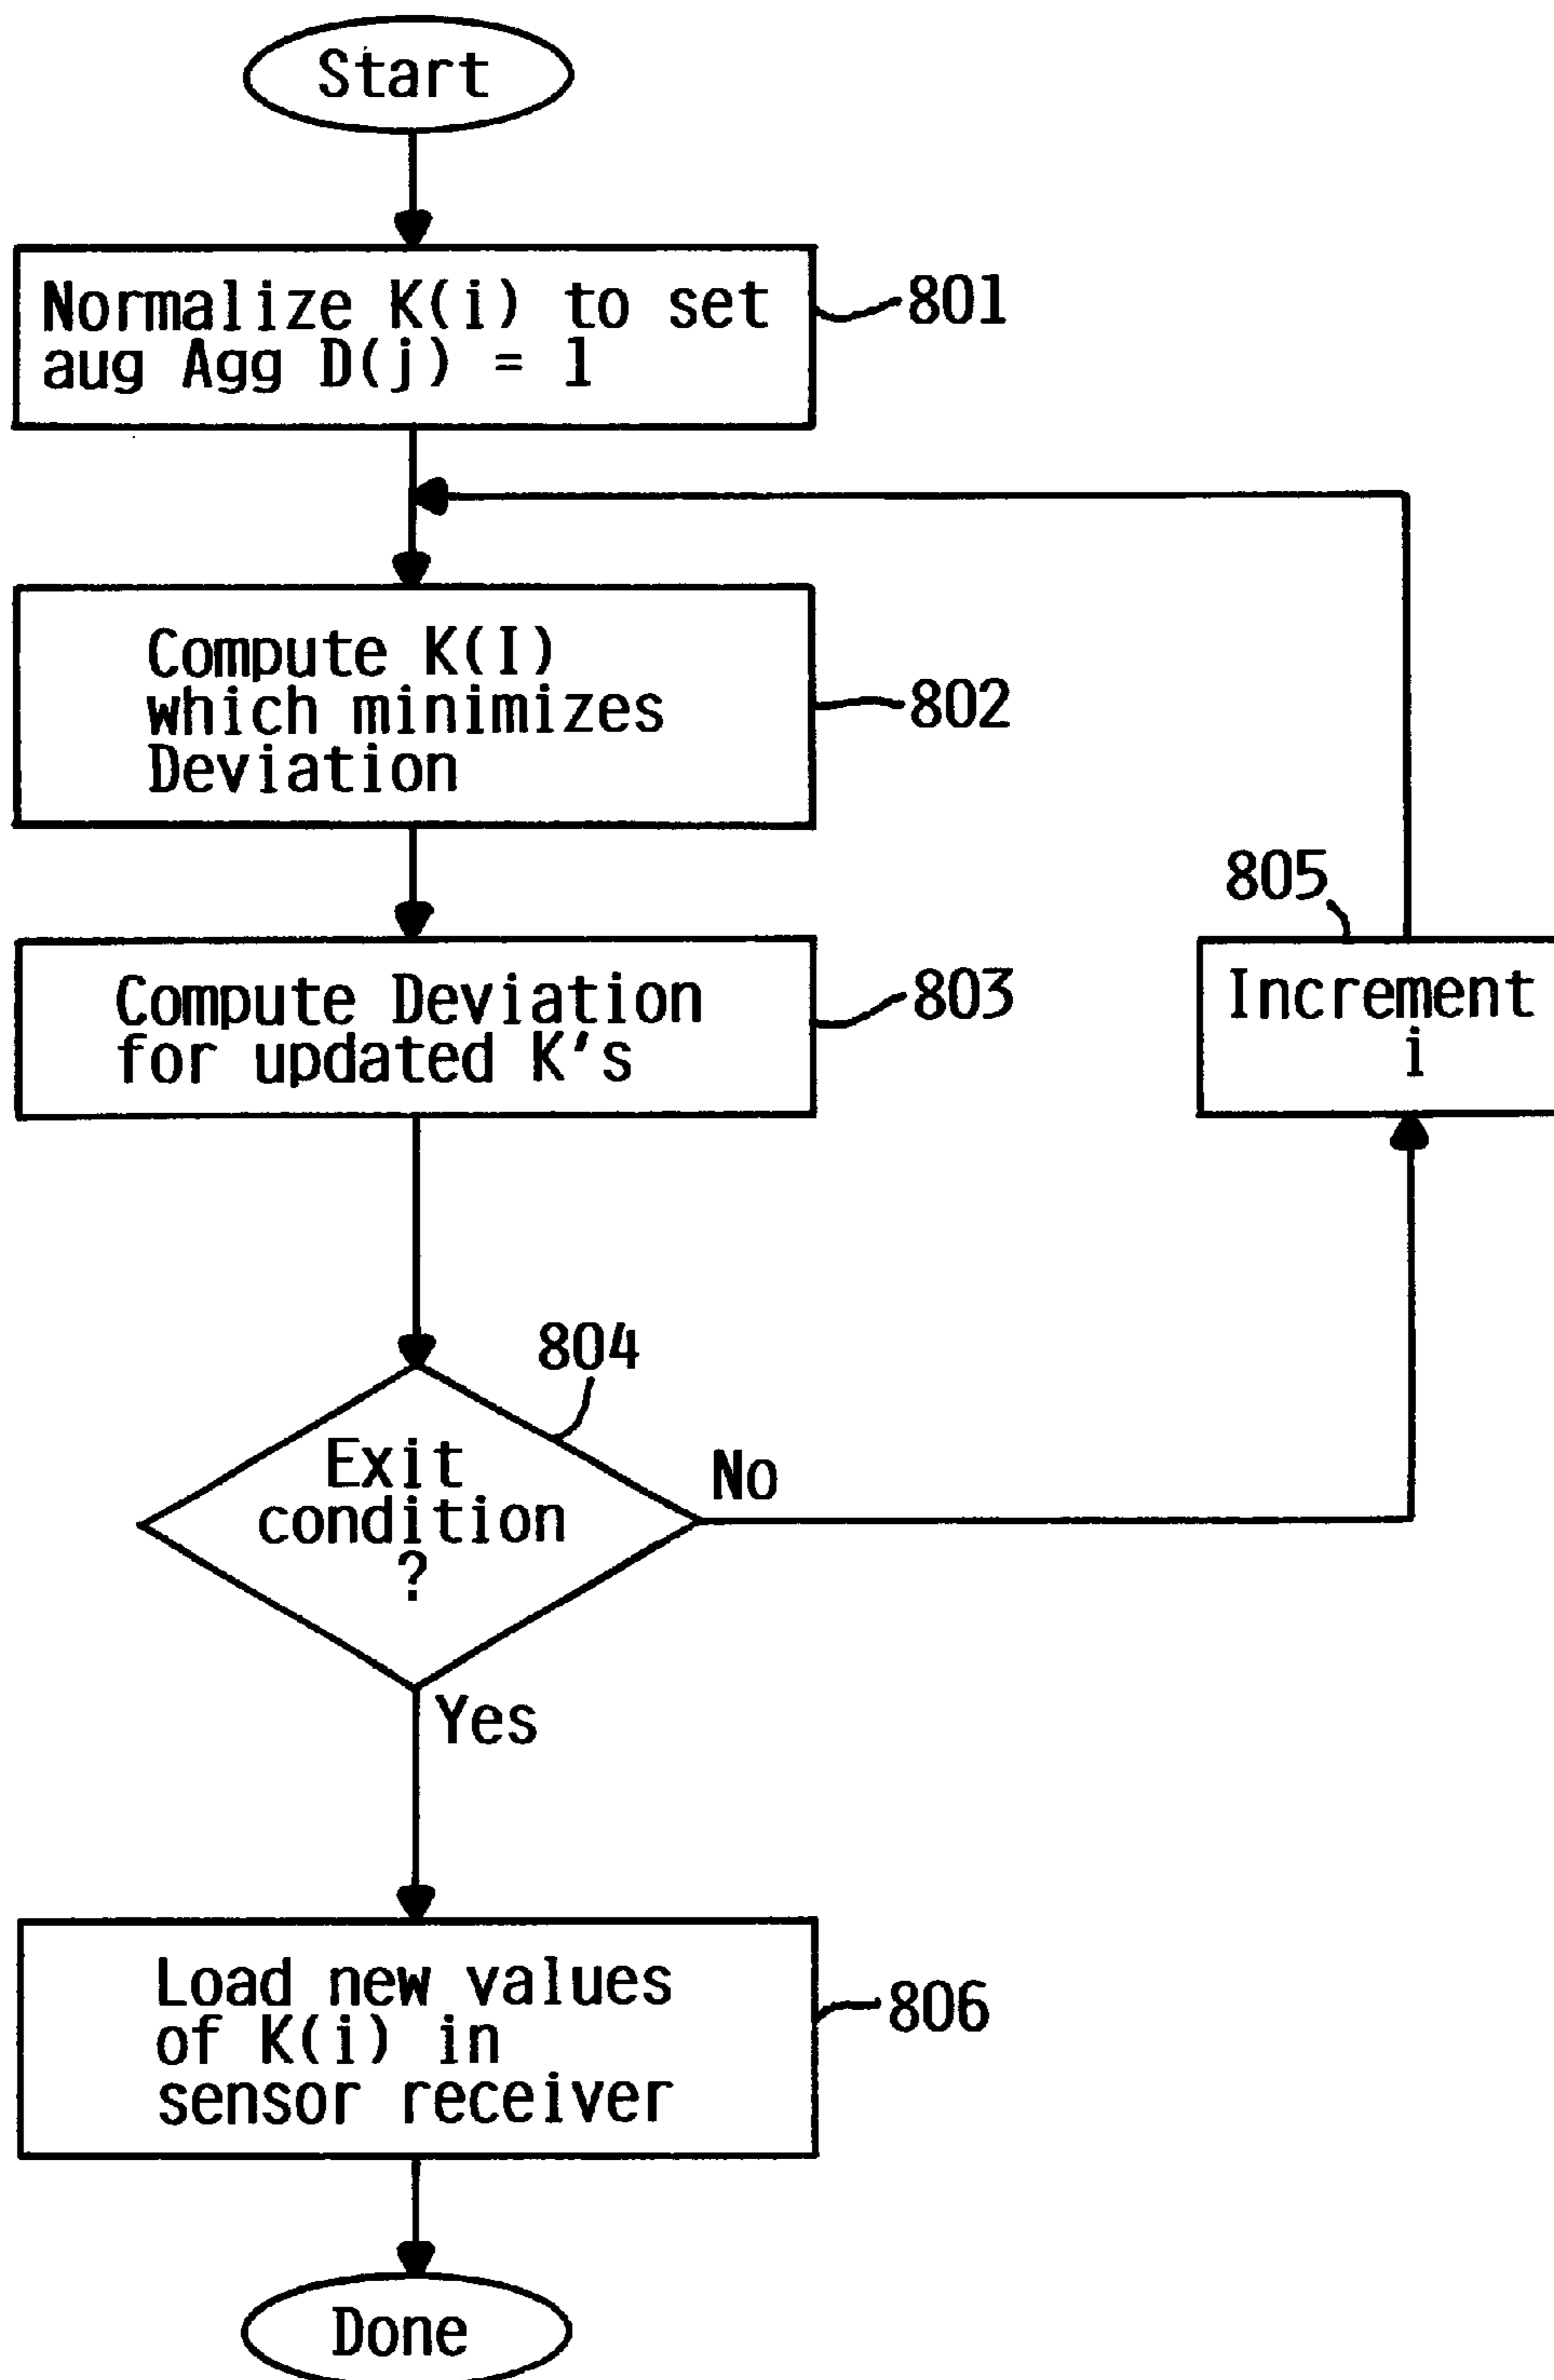 Start
Normalize K(i) to set
aug Agg D(j) = 1
801
Compute K(I)
which minimizes
Deviation
802
805
Compute Deviation
for updated K's
803
Increment
i
804
Exit
condition
?
No
Yes
Load new values
of K(i) in
sensor receiver
806
Done